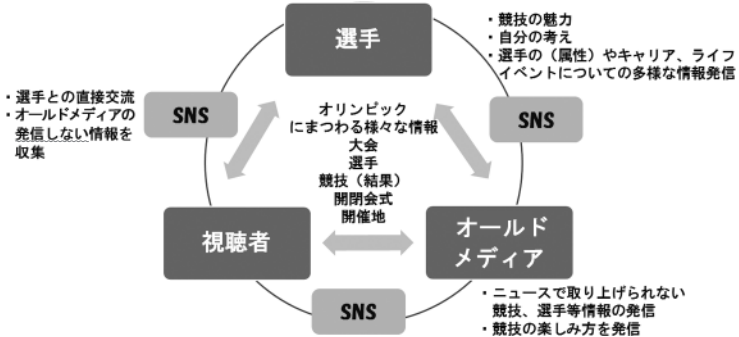 選手
・競技の魅力
・自分の考え
・選手の（属性）やキャリア、ライフ
イベントについての多様な情報発信
・選手との直接交流
・オールドメディアの
発信しない情報を
収集
SNS
SNS
オリンピック
にまつわる様々な情報
大会
選手
競技（結果）
開閉会式
開催地
視聴者
オールド
メディア
SNS
・ニュースで取り上げられない
競技、選手等情報の発信
・競技の楽しみ方を発信